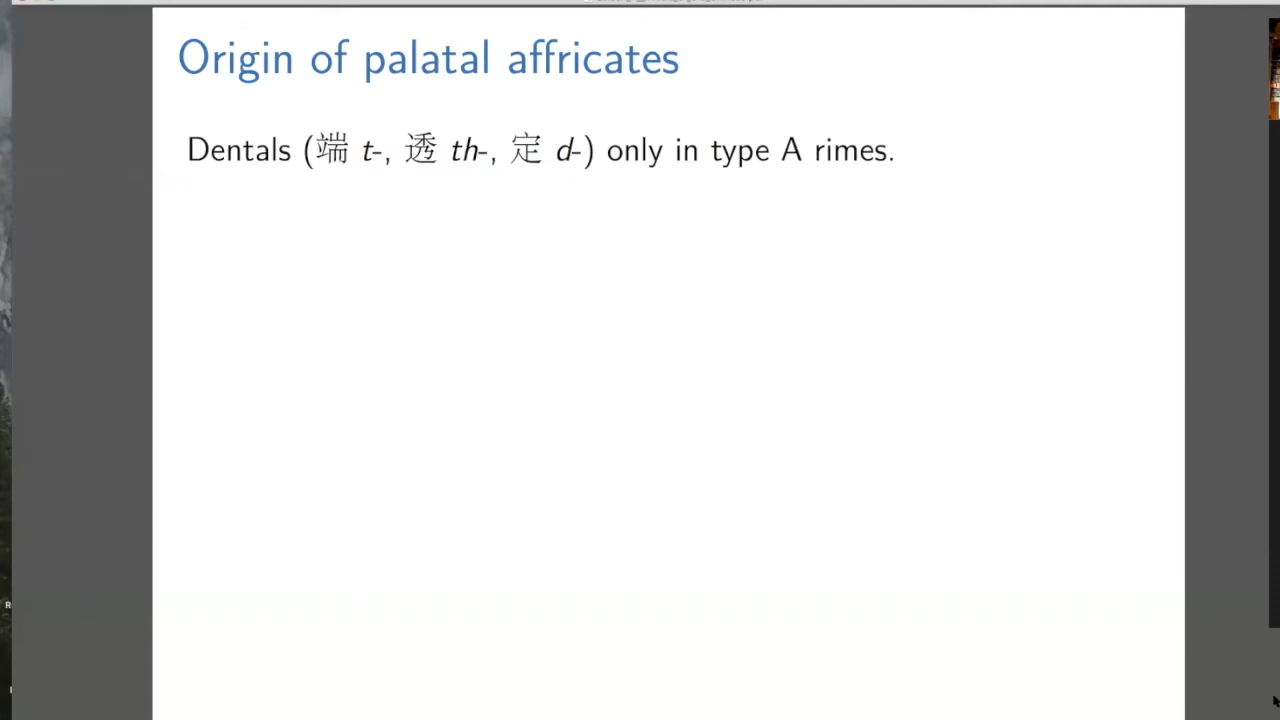 Origin of palatal affricates
Dentals (端 t-, 透 th-, 定 d-) only in type A rimes.